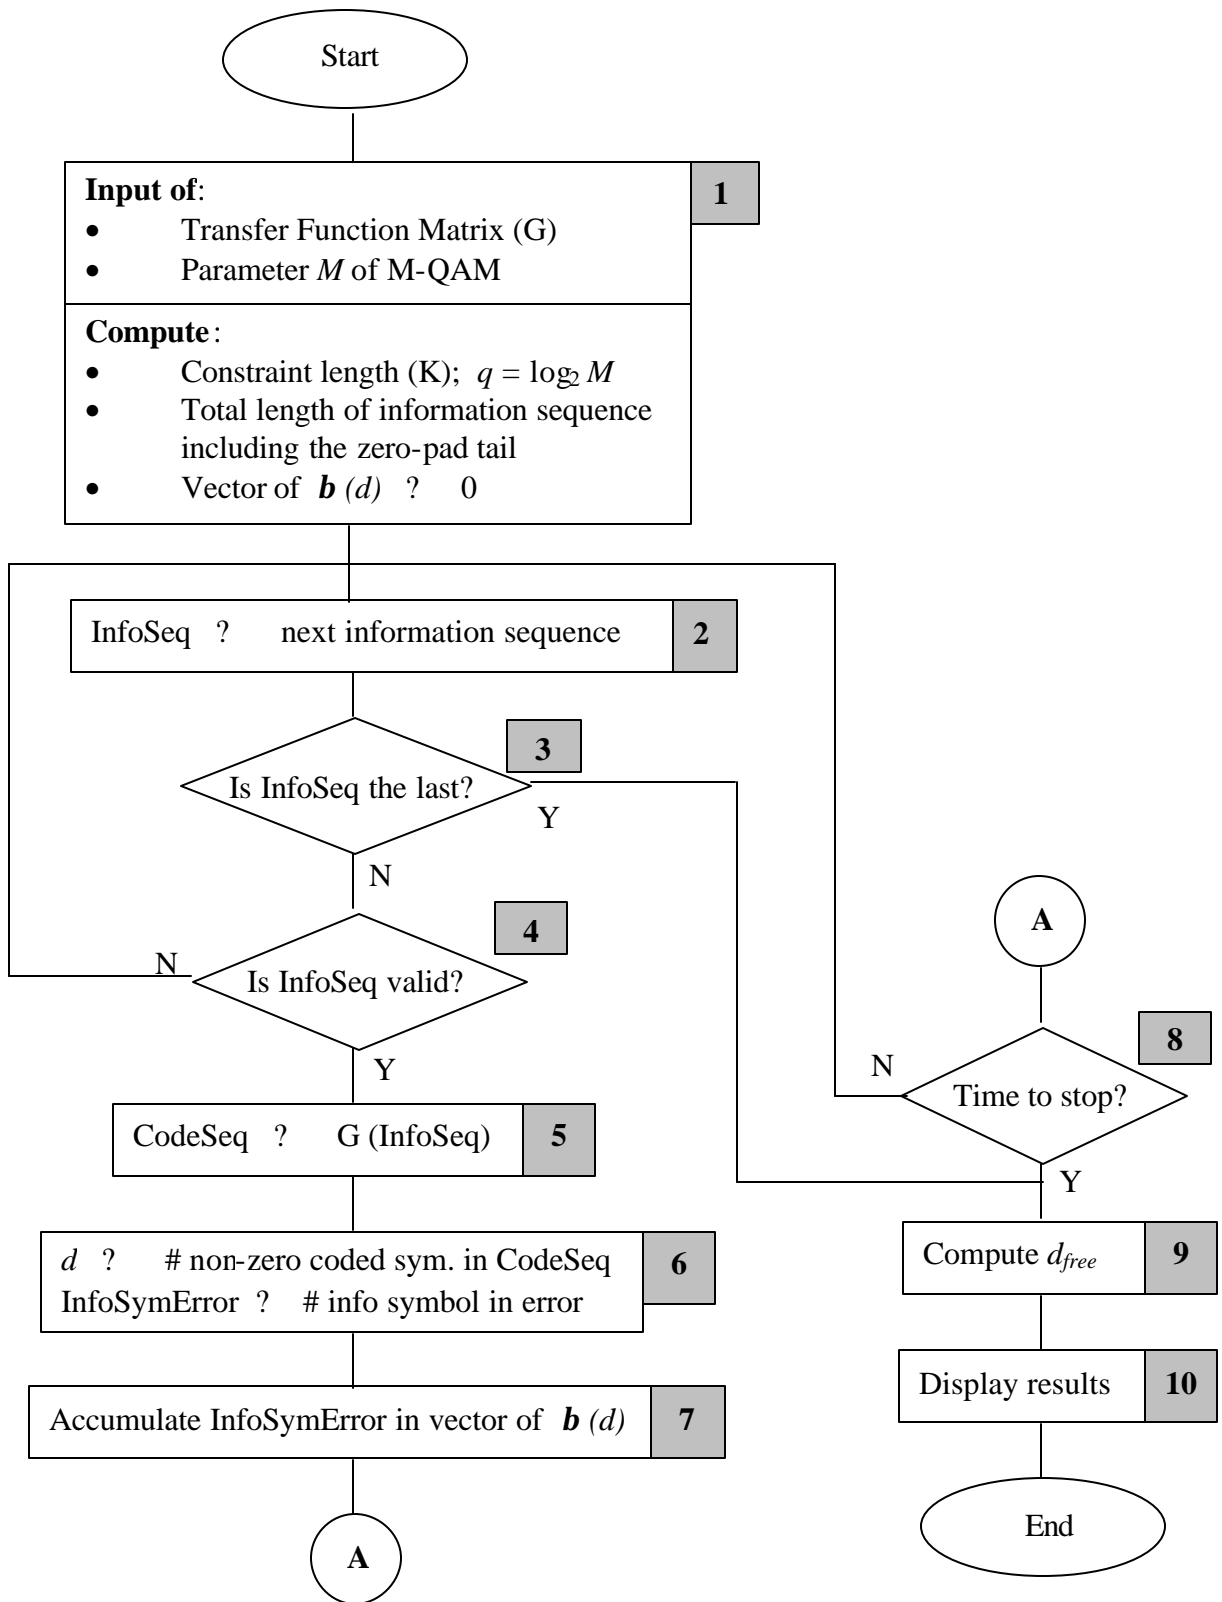 Start
Input of:
1
• Transfer Function Matrix (G)
• Parameter M of M-QAM
Compute:
• Constraint length (K); q = log2 M
• Total length of information sequence
including the zero-pad tail
• Vector of b (d) ? 0
InfoSeq ? next information sequence
2
3
Is InfoSeq the last?
Y
N
4
N
Is InfoSeq valid?
Y
CodeSeq ? G (InfoSeq)
5
d ? # non-zero coded sym. in CodeSeq
InfoSymError ? # info symbol in error
6
Accumulate InfoSymError in vector of b (d)
7
A
A
8
N
Time to stop?
Y
Compute dfree
9
Display results
10
End